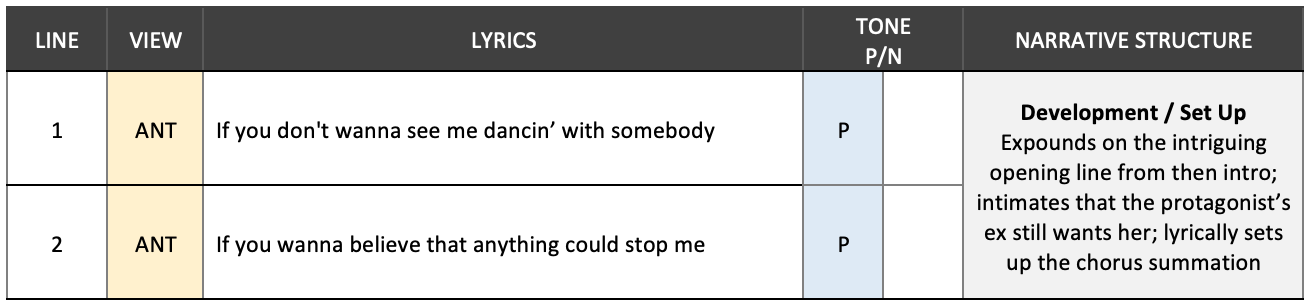 LINE VIEW LYRICS TONE P/N NARRATIVE STRUCTURE
1 ANT If you don't wanna see me dancin’ with somebody P
2 ANT If you wanna believe that anything could stop me P
Development / Set Up
Expounds on the intriguing
opening line from then intro;
intimates that the protagonist’s
ex still wants her; lyrically sets
up the chorus summation